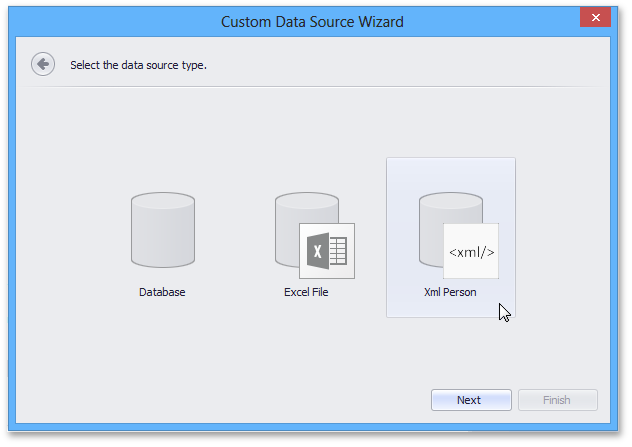 Custom Data Source Wizard
Select the data source type.
<xml/>
Database
Excel File
Xml Person
Next
Finish